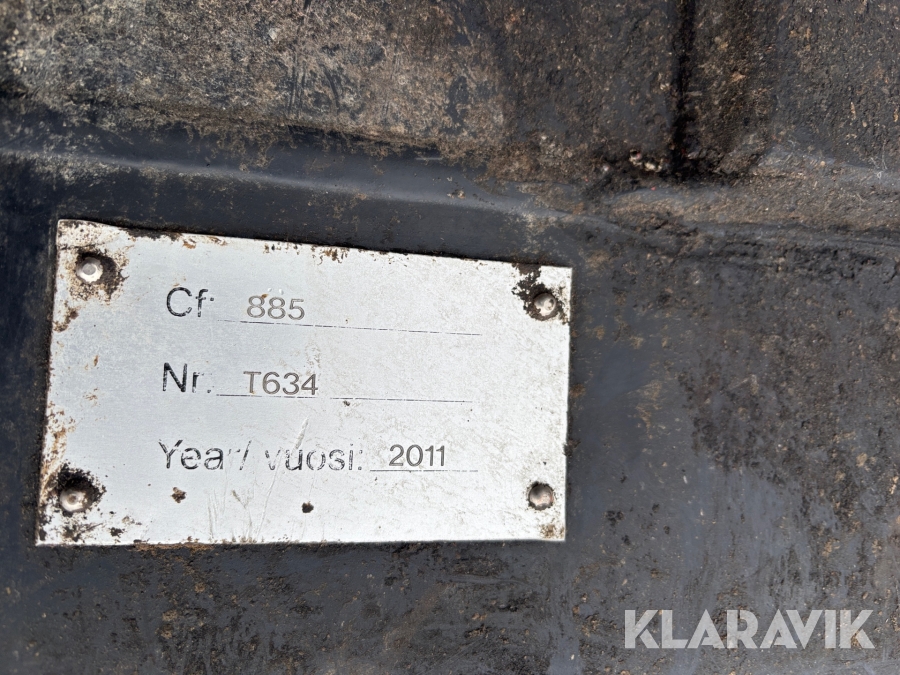 Cf: 885
Nr. T634
Year/ vuosi: 2011
KLARAVIK